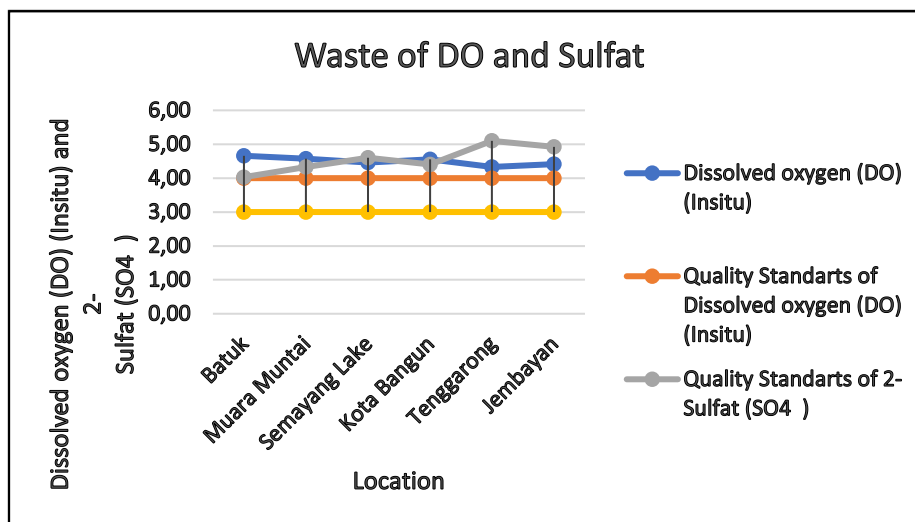 Waste of DO and Sulfat
Dissolved oxygen (DO) (Insitu) and
2-
Sulfat (SO4 )
6,00
5,00
4,00
3,00
2,00
1,00
0,00
Batuk
Muara Muntai
Semayang Lake
Kota Bangun
Tenggarong
Jembayan
Location
Dissolved oxygen (DO)
(Insitu)
Quality Standarts of
Dissolved oxygen (DO)
(Insitu)
Quality Standarts of 2-
Sulfat (SO4 )